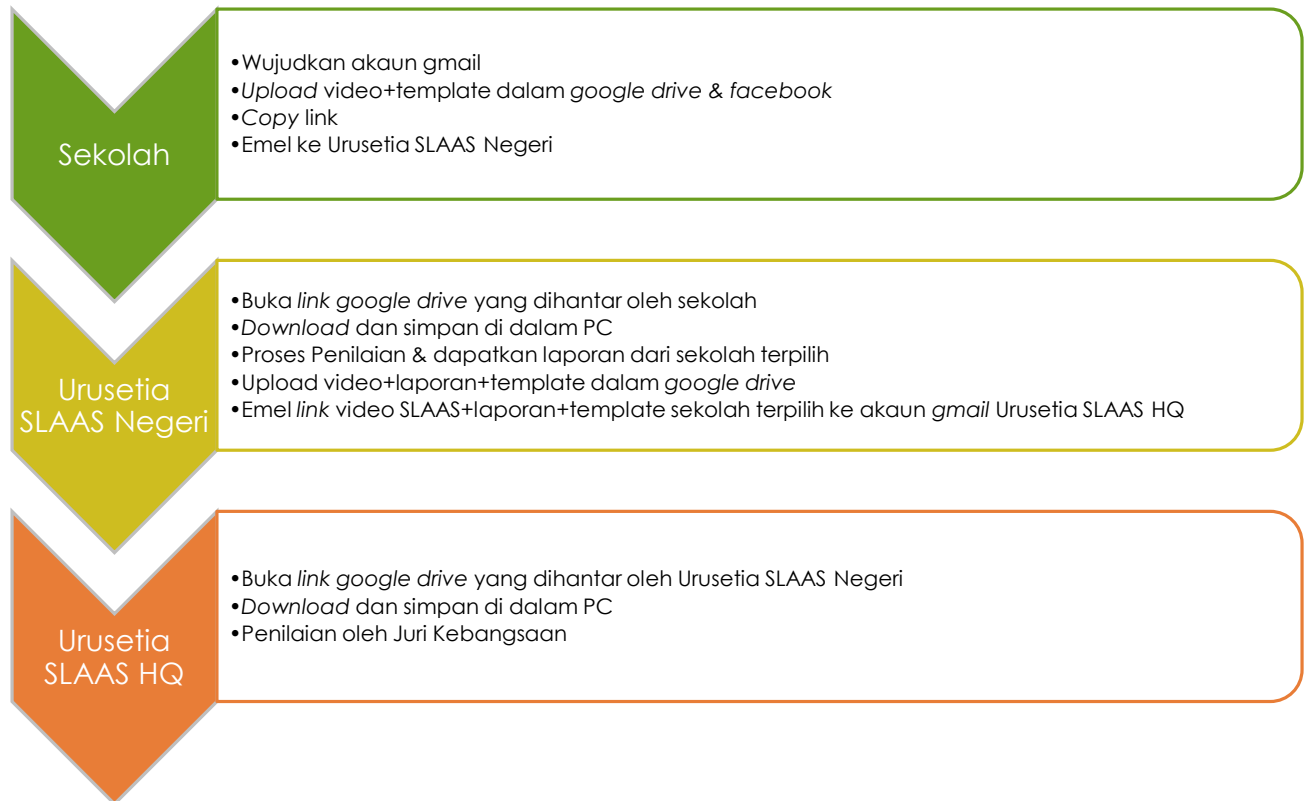 Sekolah
•Wujudkan akaun gmail
•Upload video+template dalam google drive & facebook
•Copy link
•Emel ke Urusetia SLAAS Negeri
Urusetia
SLAAS Negeri
•Buka link google drive yang dihantar oleh sekolah
•Download dan simpan di dalam PC
•Proses Penilaian & dapatkan laporan dari sekolah terpilih
•Upload video+laporan+template dalam google drive
•Emel link video SLAAS+laporan+template sekolah terpilih ke akaun gmail Urusetia SLAAS HQ
Urusetia
SLAAS HQ
•Buka link google drive yang dihantar oleh Urusetia SLAAS Negeri
•Download dan simpan di dalam PC
•Penilaian oleh Juri Kebangsaan